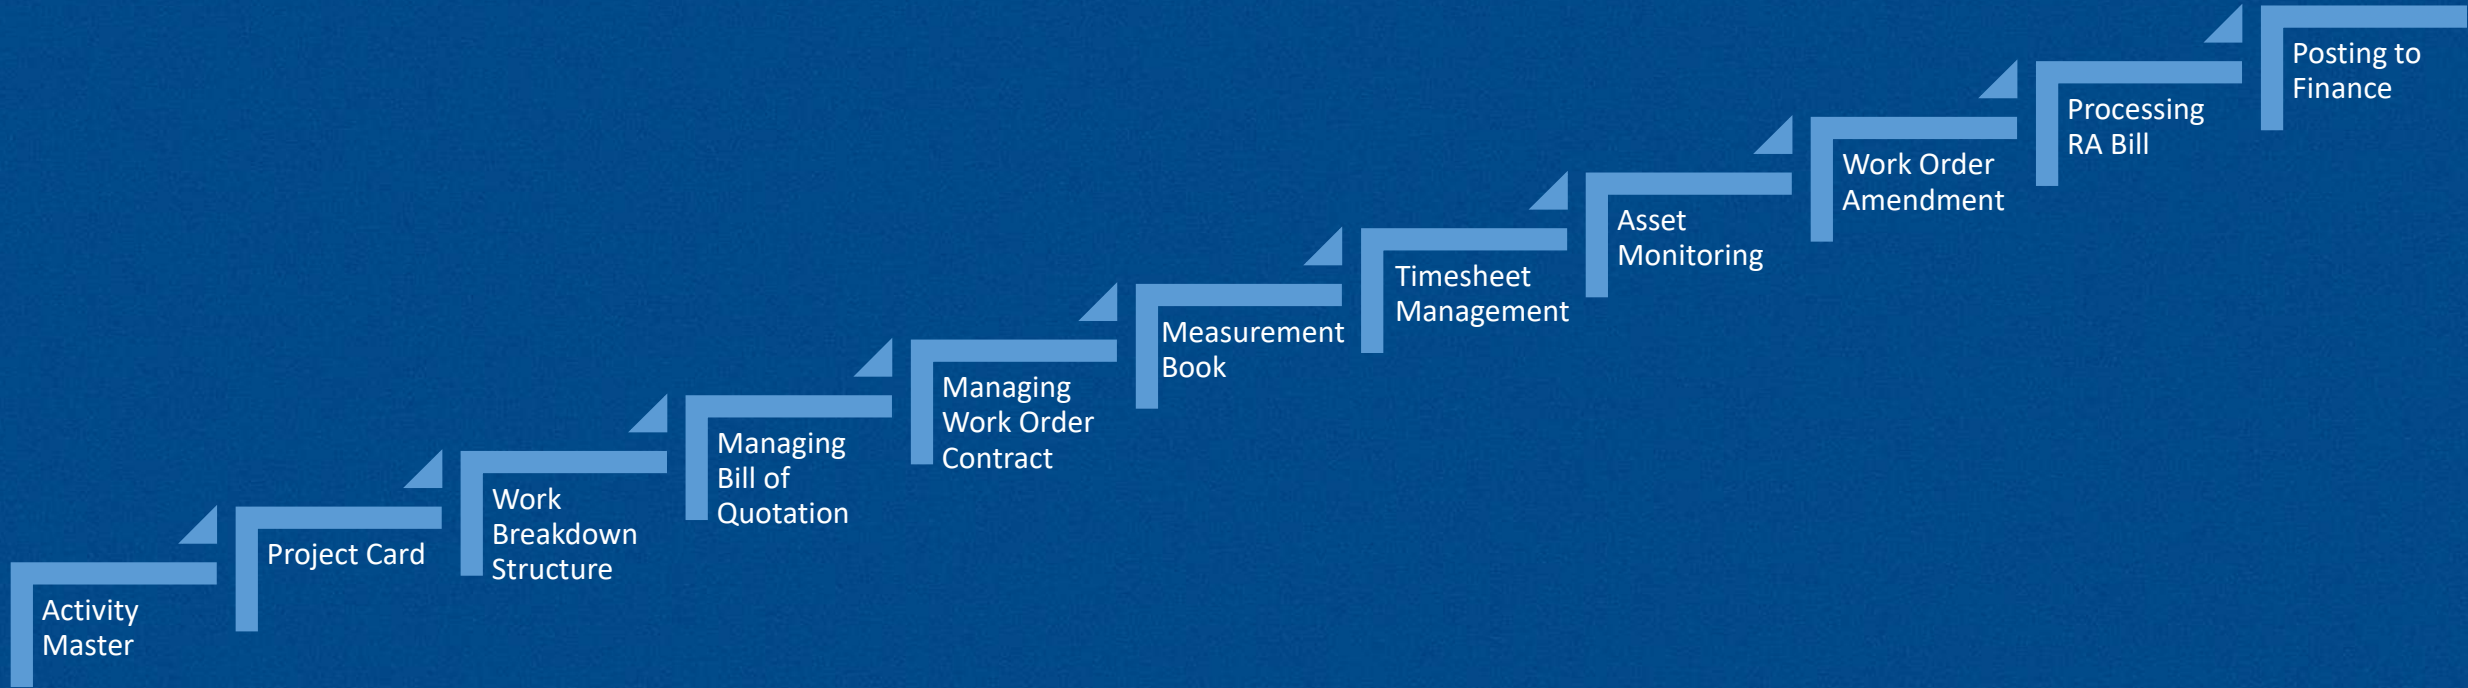 Activity
Master
Project Card
Work
Breakdown
Structure
Managing
Bill of
Quotation
Managing
Work Order
Contract
Measurement
Book
Timesheet
Management
Asset
Monitoring
Work Order
Amendment
Processing
RA Bill
Posting to
Finance